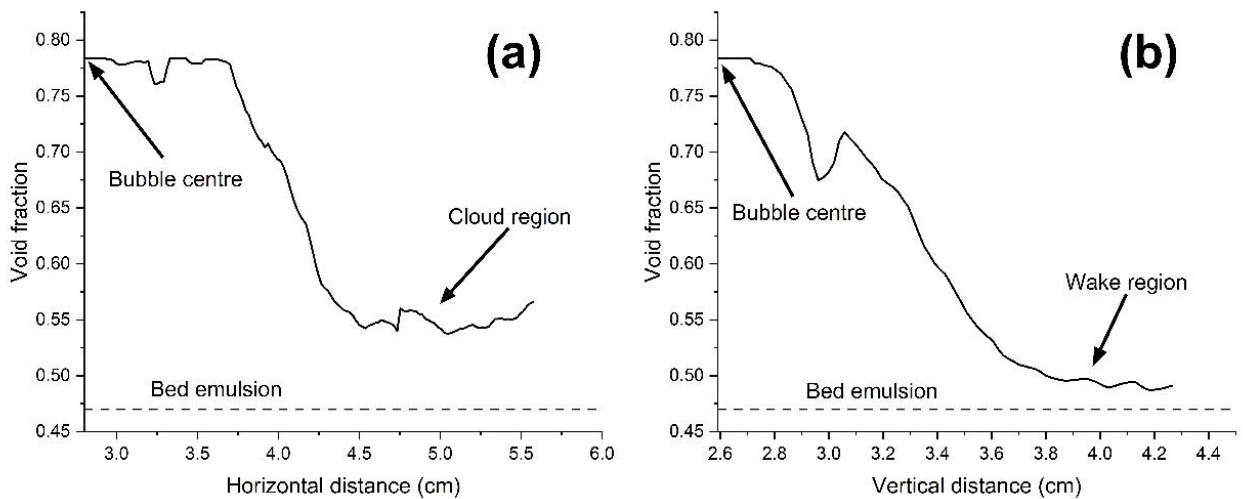 (a)
0.80
0.75
0.70
0.65
0.60
0.55
0.50
0.45
Void fraction
Bubble centre
Cloud region
Bed emulsion
3.0 3.5 4.0 4.5 5.0 5.5 6.0
Horizontal distance (cm)
(b)
0.80
0.75
0.70
0.65
0.60
0.55
0.50
0.45
Void fraction
Bubble centre
Wake region
Bed emulsion
2.6 2.8 3.0 3.2 3.4 3.6 3.8 4.0 4.2 4.4
Vertical distance (cm)